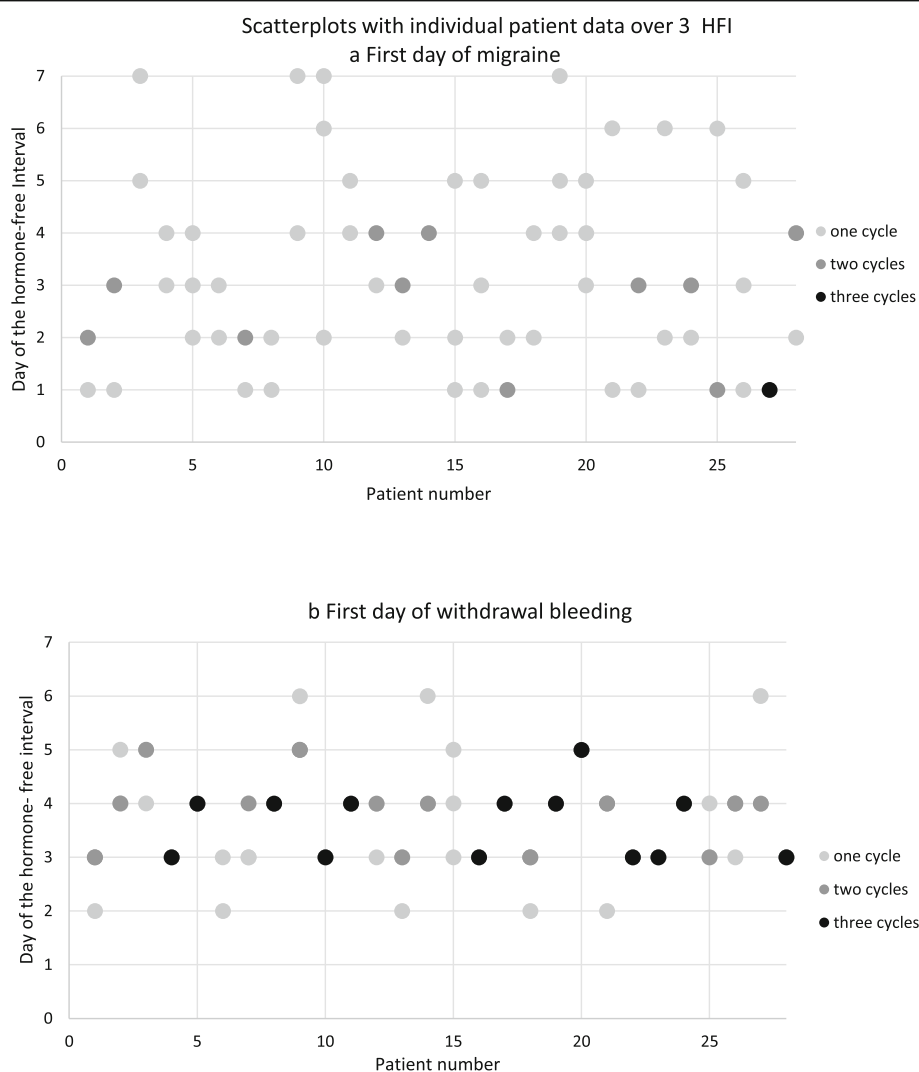 Scatterplots with individual patient data over 3 HFI
a First day of migraine
Day of the hormone-free Interval
7
6
5
4
3
2
1
0
0 5 10 15 20 25
Patient number
one cycle
two cycles
three cycles
b First day of withdrawal bleeding
Day of the hormone- free interval
7
6
5
4
3
2
1
0
0 5 10 15 20 25
Patient number
one cycle
two cycles
three cycles